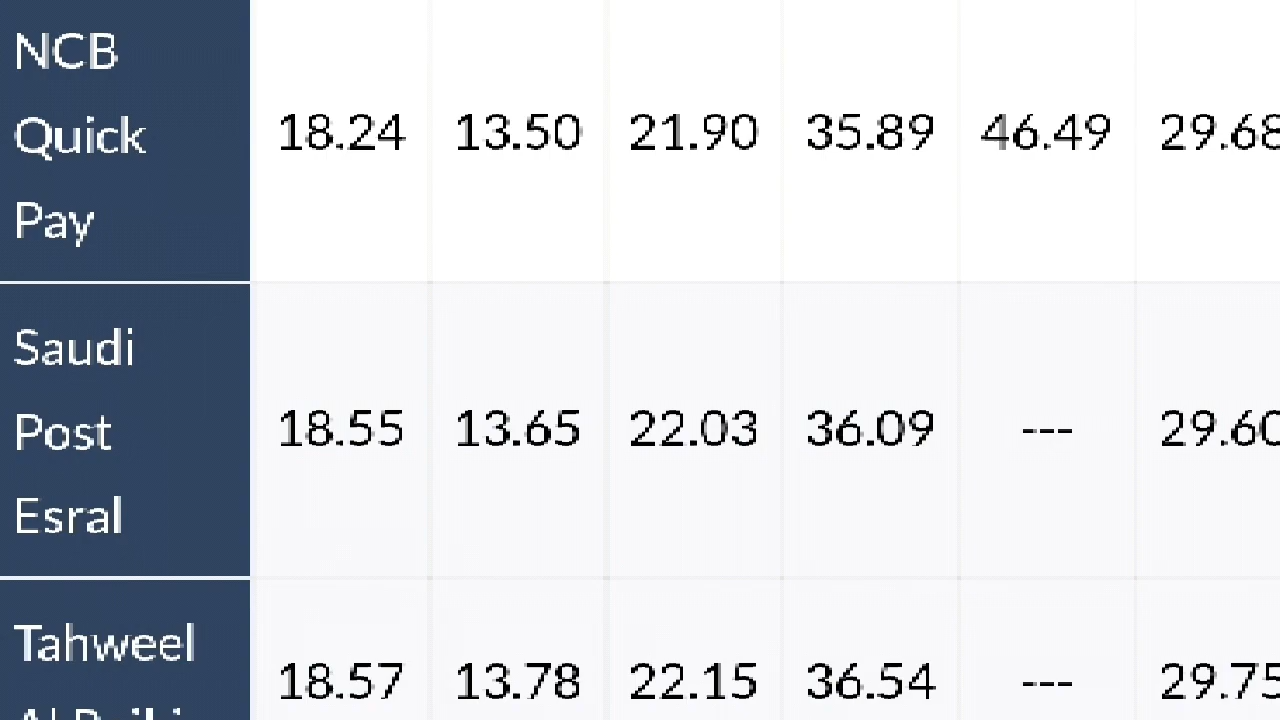 NCB
Quick
Pay
18.24 13.50 21.90 35.89 46.49 29.68
Saudi
Post
Esral
18.55 13.65 22.03 36.09 --- 29.60
Tahweel
18.57 13.78 22.15 36.54 --- 29.75